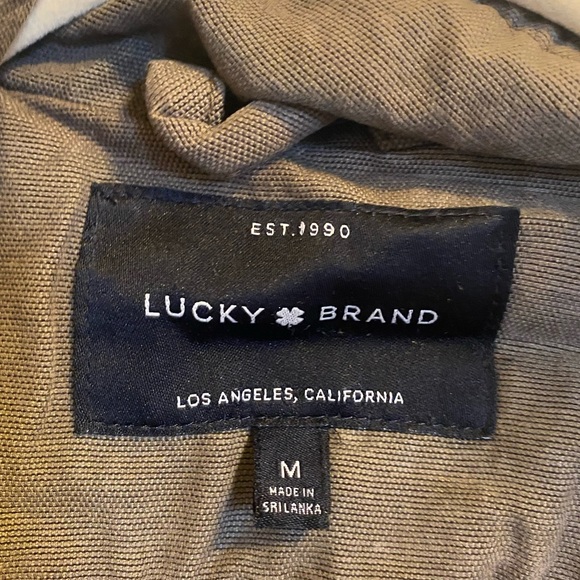 EST. 1990
LUCKY BRAND
LOS ANGELES, CALIFORNIA
M
MADE IN
SRI LANKA